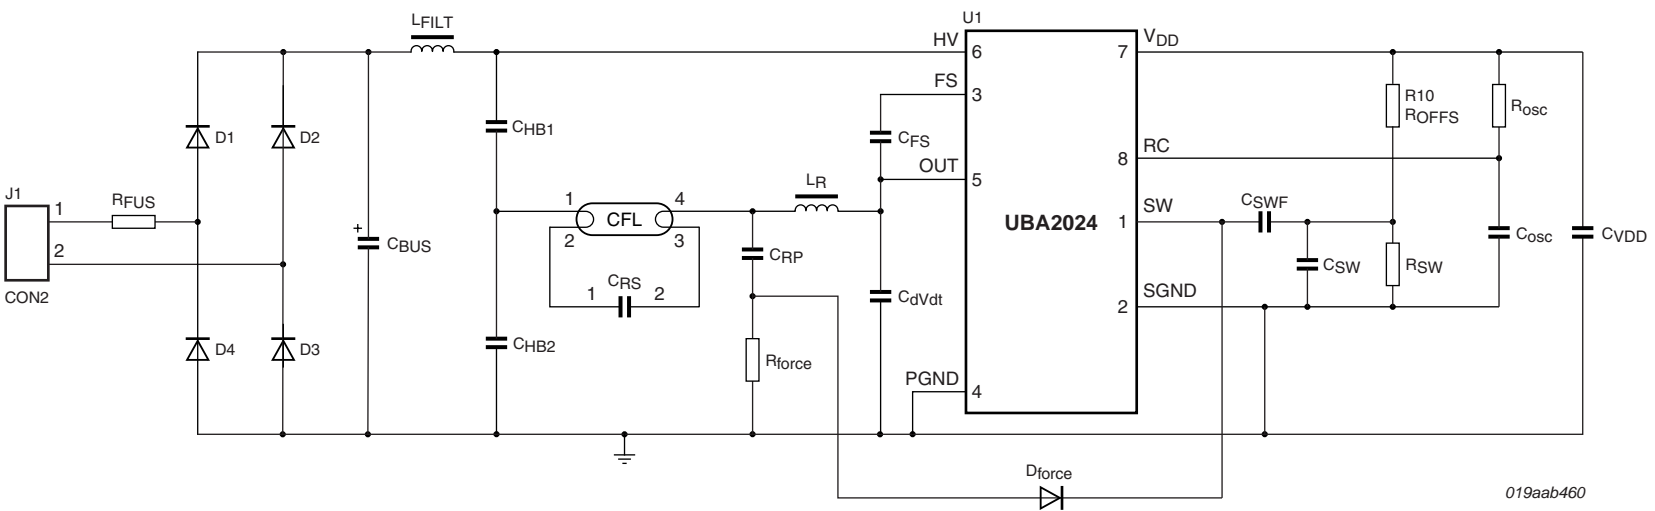 LFILT
U1
HV
6
7
VDD
FS
3
R10
ROFFS
Rosc
D1
D2
CHB1
CFS
RC
8
OUT
5
J1
RFUS
1
2
CON2
CBUS
+
LR
1
4
CFL
2
3
CRS
1
2
CRP
CdVdt
UBA2024
SW
1
CSWF
CSW
RSW
Cosc
CVDD
SGND
2
D4
D3
CHB2
Rforce
PGND
4
Dforce
019aab460